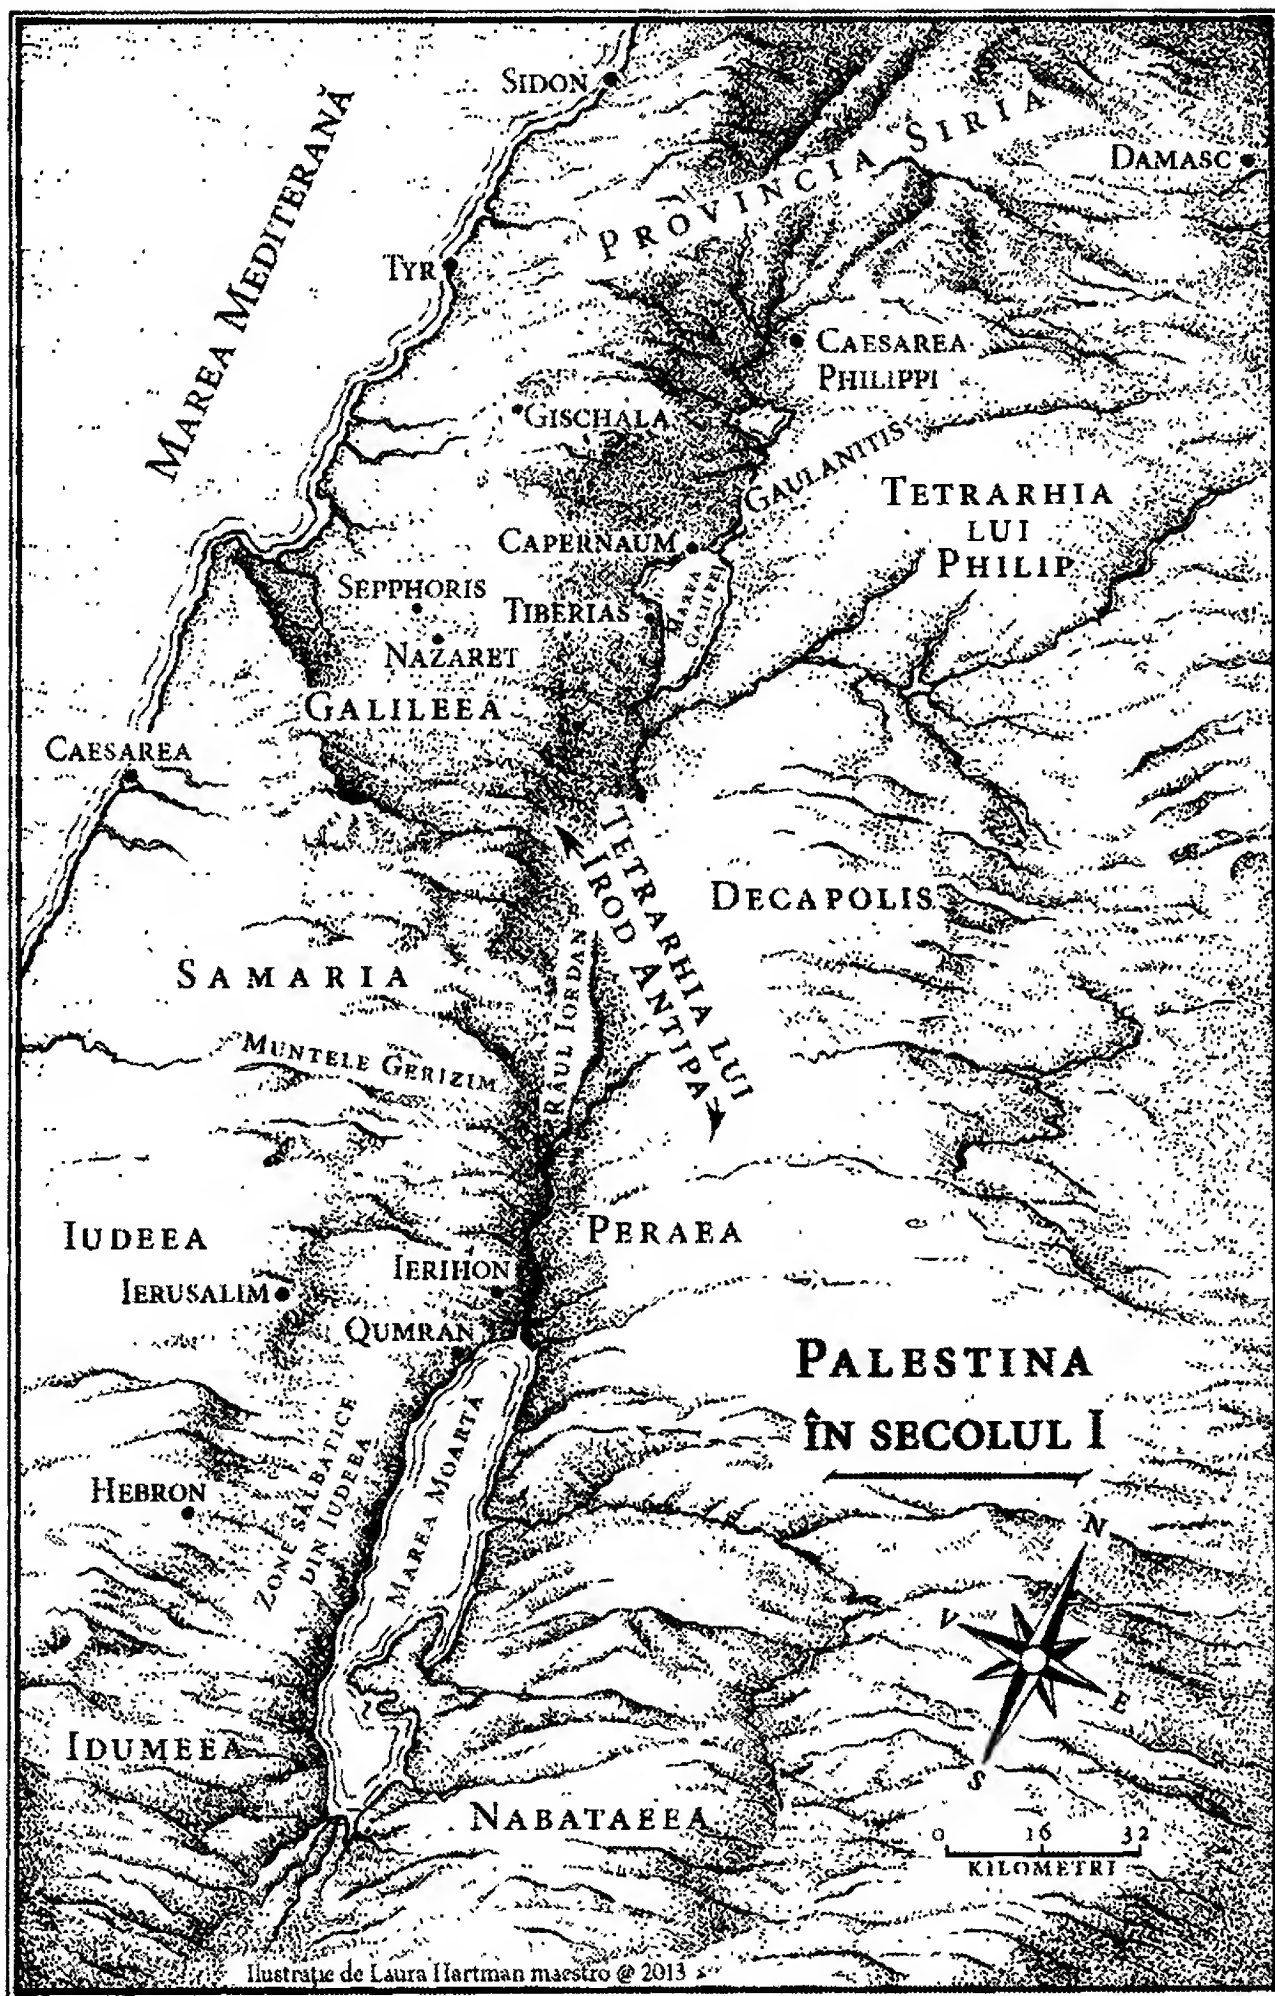 SIDON
MAREA MEDITERANĂ
PROVINCIA SIRIA
DAMASC
TYR
CAESAREA
PHILIPPI
GISCHALA
GAULANITIS
TETRARHIA
LUI
PHILIP
CAPERNAUM
SEPPHORIS
TIBERIAS
MAREA
GALILEEI
NAZARET
GALILEEA
CAESAREA
TETRARHIA LUI
IROD ANTIPA
DECAPOLIS
SAMARIA
RÂUL IORDAN
MUNTELE GERIZIM
IUDEEA
PERAEA
IERIHON
IERUSALIM
QUMRAN
PALESTINA
ÎN SECOLUL I
MAREA MOARTĂ
ZONE SĂLBATICE
DIN IUDEEA
HEBRON
N
V
E
S
IDUMEEA
NABATAEEA
0 16 32
KILOMETRI
Ilustrație de Laura Hartman maestro @ 2013